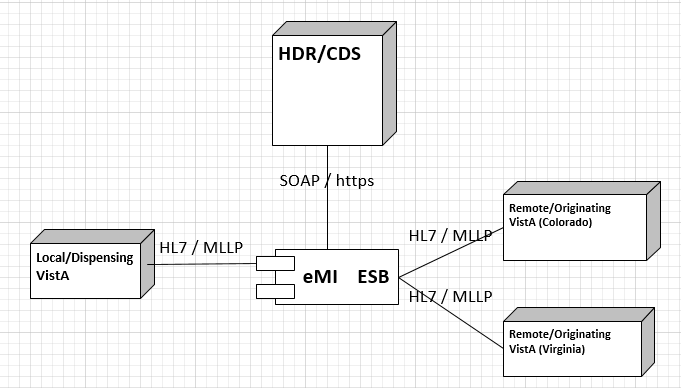 HDR/CDS
SOAP / https
Remote/Originating
VistA (Colorado)
HL7 / MLLP
HL7 / MLLP
Local/Dispensing
VistA
eMI ESB
HL7 / MLLP
Remote/Originating
VistA (Virginia)